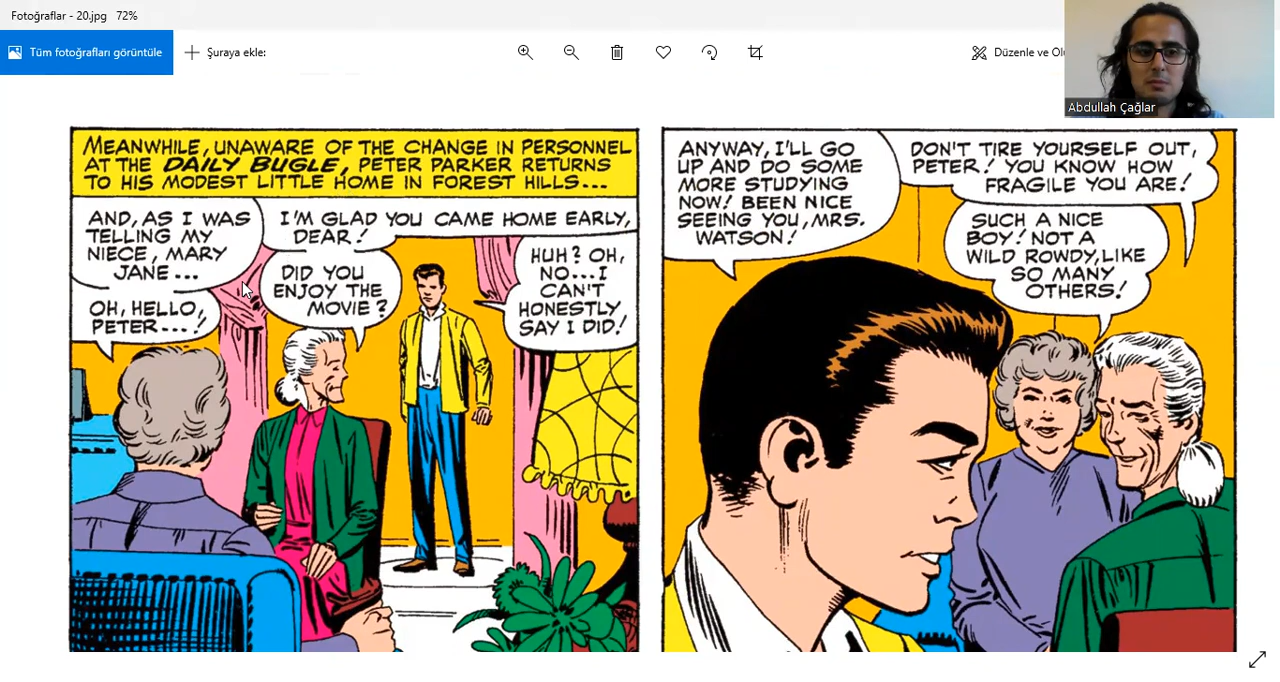 Fotoğraflar - 20.jpg 72%
Tüm fotoğrafları görüntüle
Şuraya ekle:
Düzenle ve Olu
Abdullah Çağlar
MEANWHILE, UNAWARE OF THE CHANGE IN PERSONNEL
AT THE DAILY BUGLE, PETER PARKER RETURNS
TO HIS MODEST LITTLE HOME IN FOREST HILLS...
AND, AS I WAS
TELLING MY
NIECE, MARY
JANE...
OH, HELLO,
PETER---!
I'M GLAD YOU CAME HOME EARLY,
DEAR!
DID YOU
ENJOY THE
MOVIE?
HUH? OH,
NO...I
CAN'T
HONESTLY
SAY I DID!
ANYWAY, I'LL GO
UP AND DO SOME
MORE STUDYING
NOW! BEEN NICE
SEEING YOU, MRS.
WATSON!
DON'T TIRE YOURSELF OUT,
PETER! YOU KNOW HOW
FRAGILE YOU ARE!
SUCH A NICE
BOY! NOT A
WILD ROWDY, LIKE
SO MANY
OTHERS!